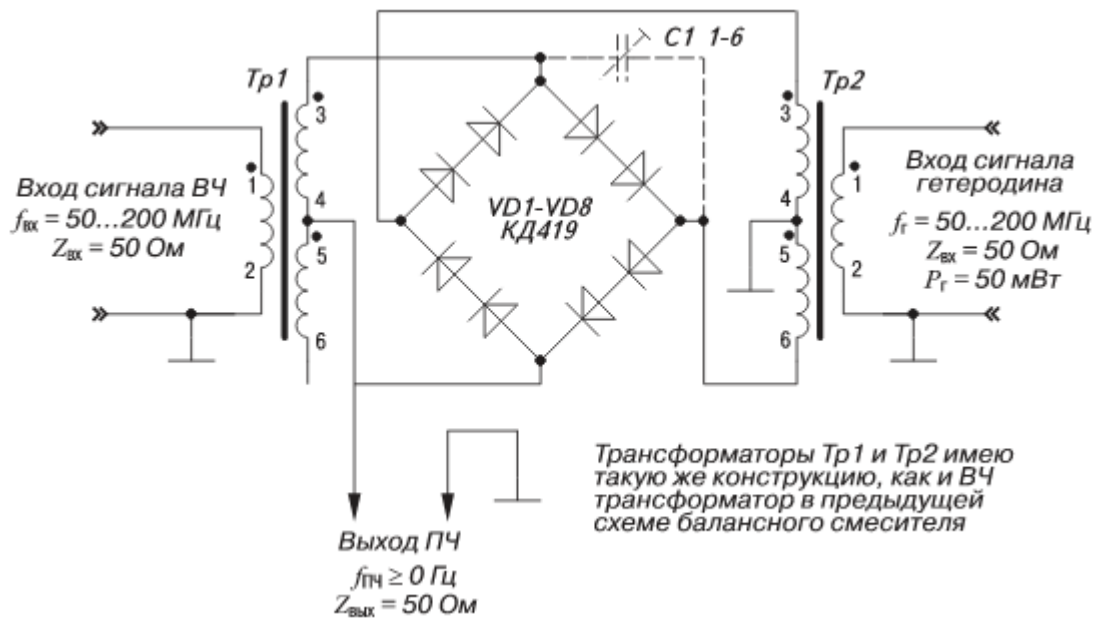 C1 1-6
Тр1
Тр2
3
4
5
6
1
2
3
4
5
6
1
2
Вход сигнала ВЧ
fвх = 50...200 МГц
Zвх = 50 Ом
VD1-VD8
КД419
Вход сигнала
гетеродина
fг = 50...200 МГц
Zвх = 50 Ом
Pг = 50 мВт
Трансформаторы Тр1 и Тр2 имею
такую же конструкцию, как и ВЧ
трансформатор в предыдущей
схеме балансного смесителя
Выход ПЧ
fПЧ ≥ 0 Гц
Zвых = 50 Ом